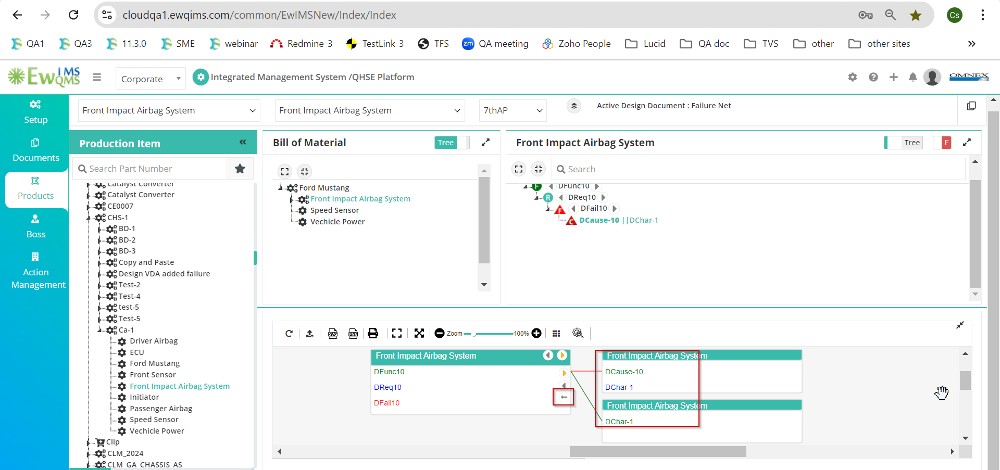 cloudqa1.ewqims.com/common/EwIMSNew/Index/Index
Cs
QA1 QA3 11.3.0 SME webinar Redmine-3 TestLink-3 TFS zm QA meeting Zoho People Lucid QA doc TVS other other sites
EwIMS QMS Corporate Integrated Management System /QHSE Platform OMNEX
Setup
Documents
Products
Boss
Action
Management
Front Impact Airbag System Front Impact Airbag System 7thAP Active Design Document : Failure Net
Production Item
Search Part Number
Catalyst Converter
Catalyst Converter
CE0007
CHS-1
BD-1
BD-2
BD-3
Copy and Paste
Design VDA added failure
Test-2
Test-4
test-5
Test-5
Ca-1
Driver Airbag
ECU
Ford Mustang
Front Sensor
Front Impact Airbag System
Initiator
Passenger Airbag
Speed Sensor
Vechicle Power
Clip
CLM_2024
CLM_GA_CHASSIS_AS
Bill of Material Tree
Ford Mustang
Front Impact Airbag System
Speed Sensor
Vechicle Power
Front Impact Airbag System Tree F
Search
F DFunc10
R DReq10
F DFail10
C DCause-10 ||DChar-1
SVG PNG Zoom 100%
Front Impact Airbag System
DFunc10
DReq10
DFail10
Front Impact Airbag System
DCause-10
DChar-1
Front Impact Airbag System
DChar-1